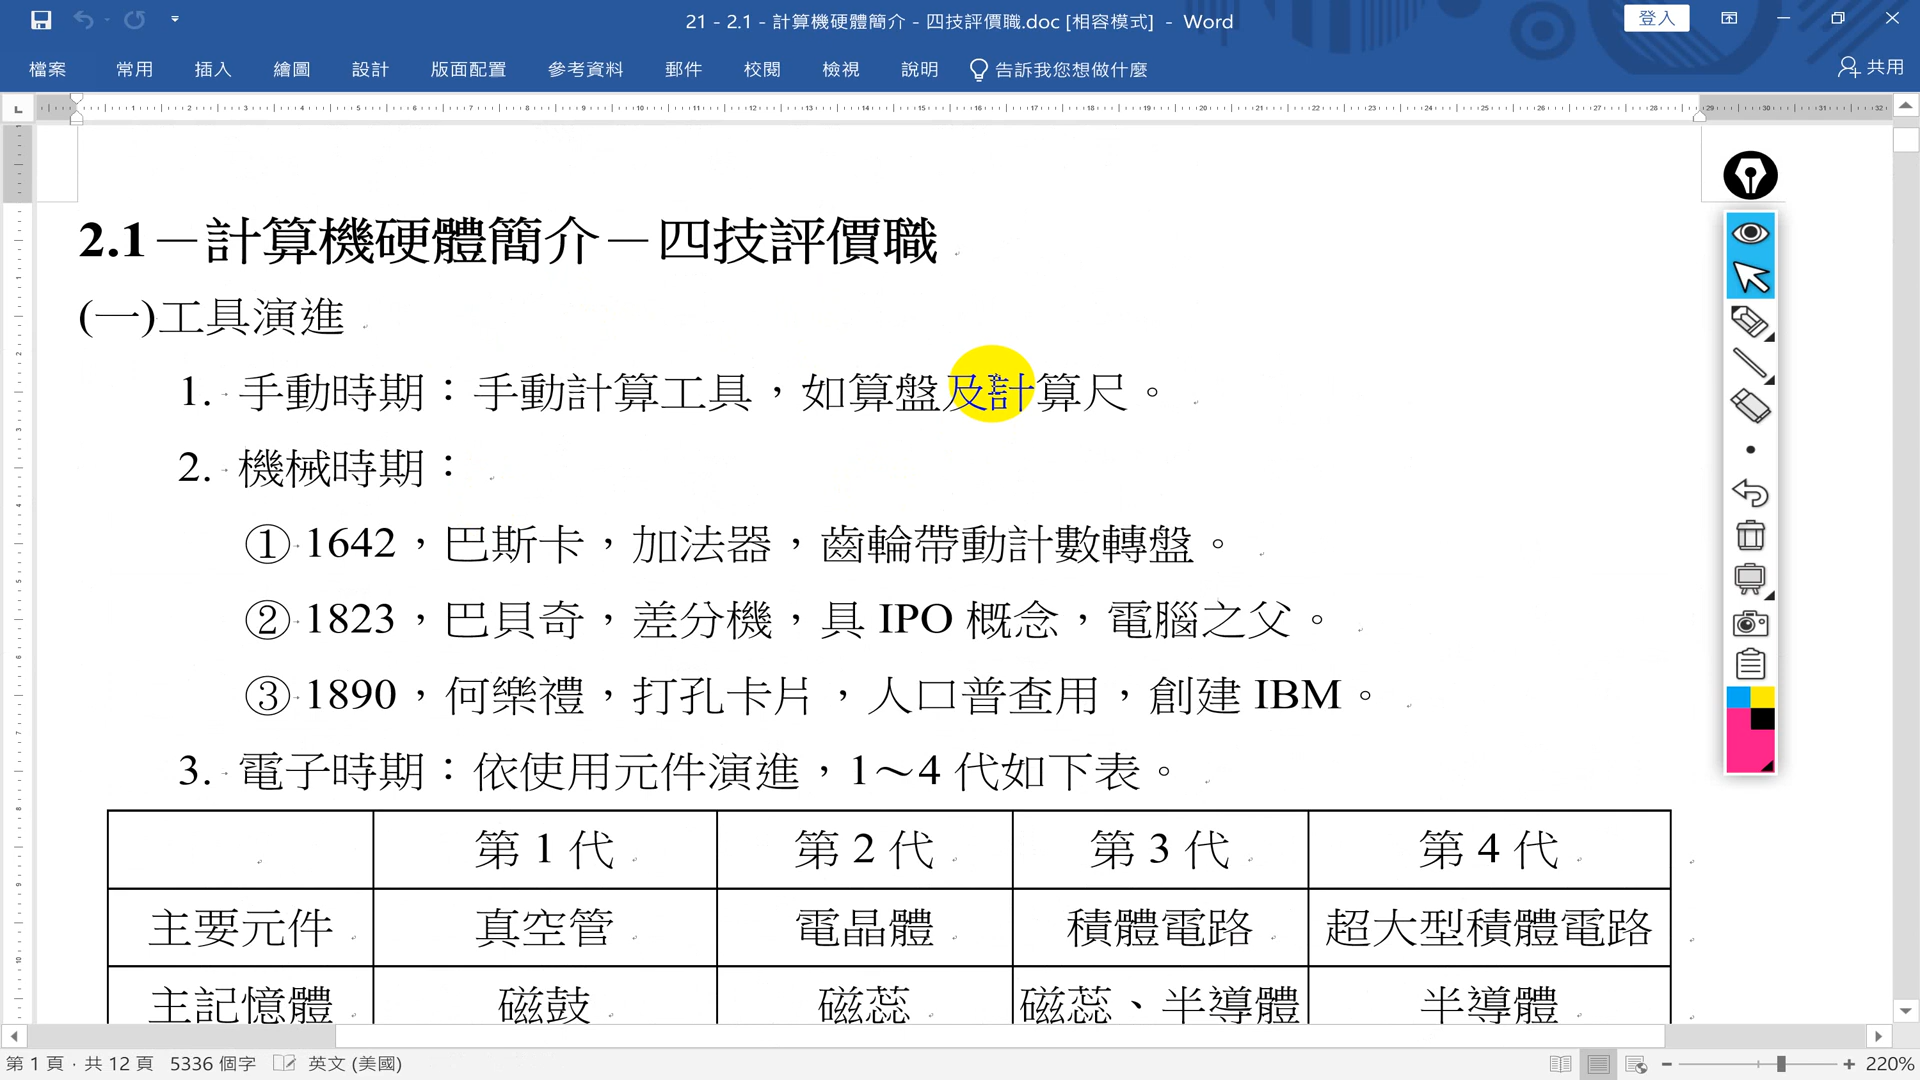 21 - 2.1 - 計算機硬體簡介 - 四技評價職.doc [相容模式] - Word
登入
檔案 常用 插入 繪圖 設計 版面配置 參考資料 郵件 校閱 檢視 說明 告訴我您想做什麼 共用
2.1－計算機硬體簡介－四技評價職
(一)工具演進
1. 手動時期：手動計算工具，如算盤及計算尺。
2. 機械時期：
① 1642，巴斯卡，加法器，齒輪帶動計數轉盤。
② 1823，巴貝奇，差分機，具 IPO 概念，電腦之父。
③ 1890，何樂禮，打孔卡片，人口普查用，創建 IBM。
3. 電子時期：依使用元件演進，1～4 代如下表。
第 1 代 第 2 代 第 3 代 第 4 代
主要元件 真空管 電晶體 積體電路 超大型積體電路
主記憶體 磁鼓 磁蕊 磁蕊、半導體 半導體
第 1 頁，共 12 頁 5336 個字 英文 (美國) 220%